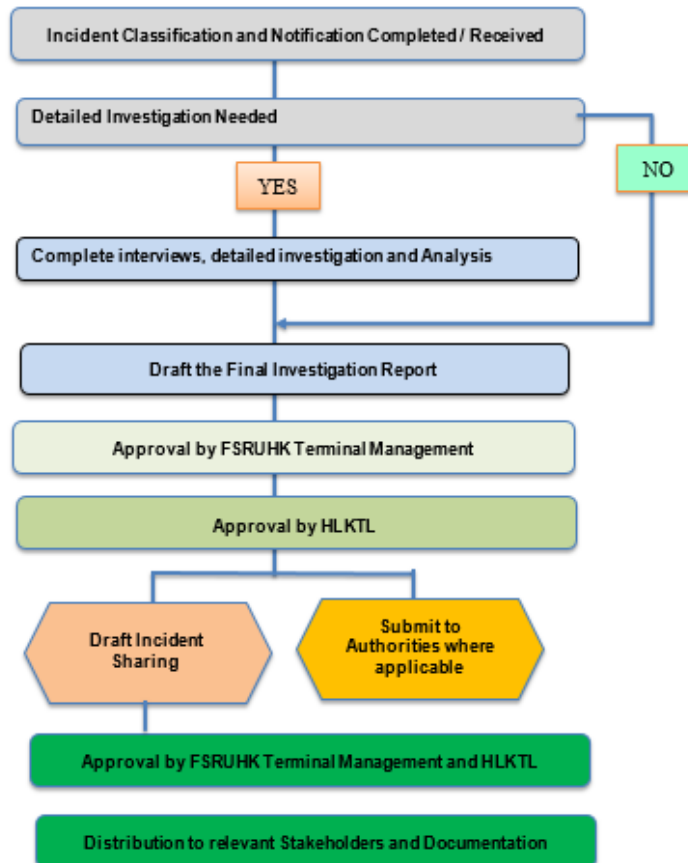 Incident Classification and Notification Completed / Received
Detailed Investigation Needed
NO
YES
Complete interviews, detailed investigation and Analysis
Draft the Final Investigation Report
Approval by FSRUHK Terminal Management
Approval by HLKTL
Draft Incident
Sharing
Submit to
Authorities where
applicable
Approval by FSRUHK Terminal Management and HLKTL
Distribution to relevant Stakeholders and Documentation